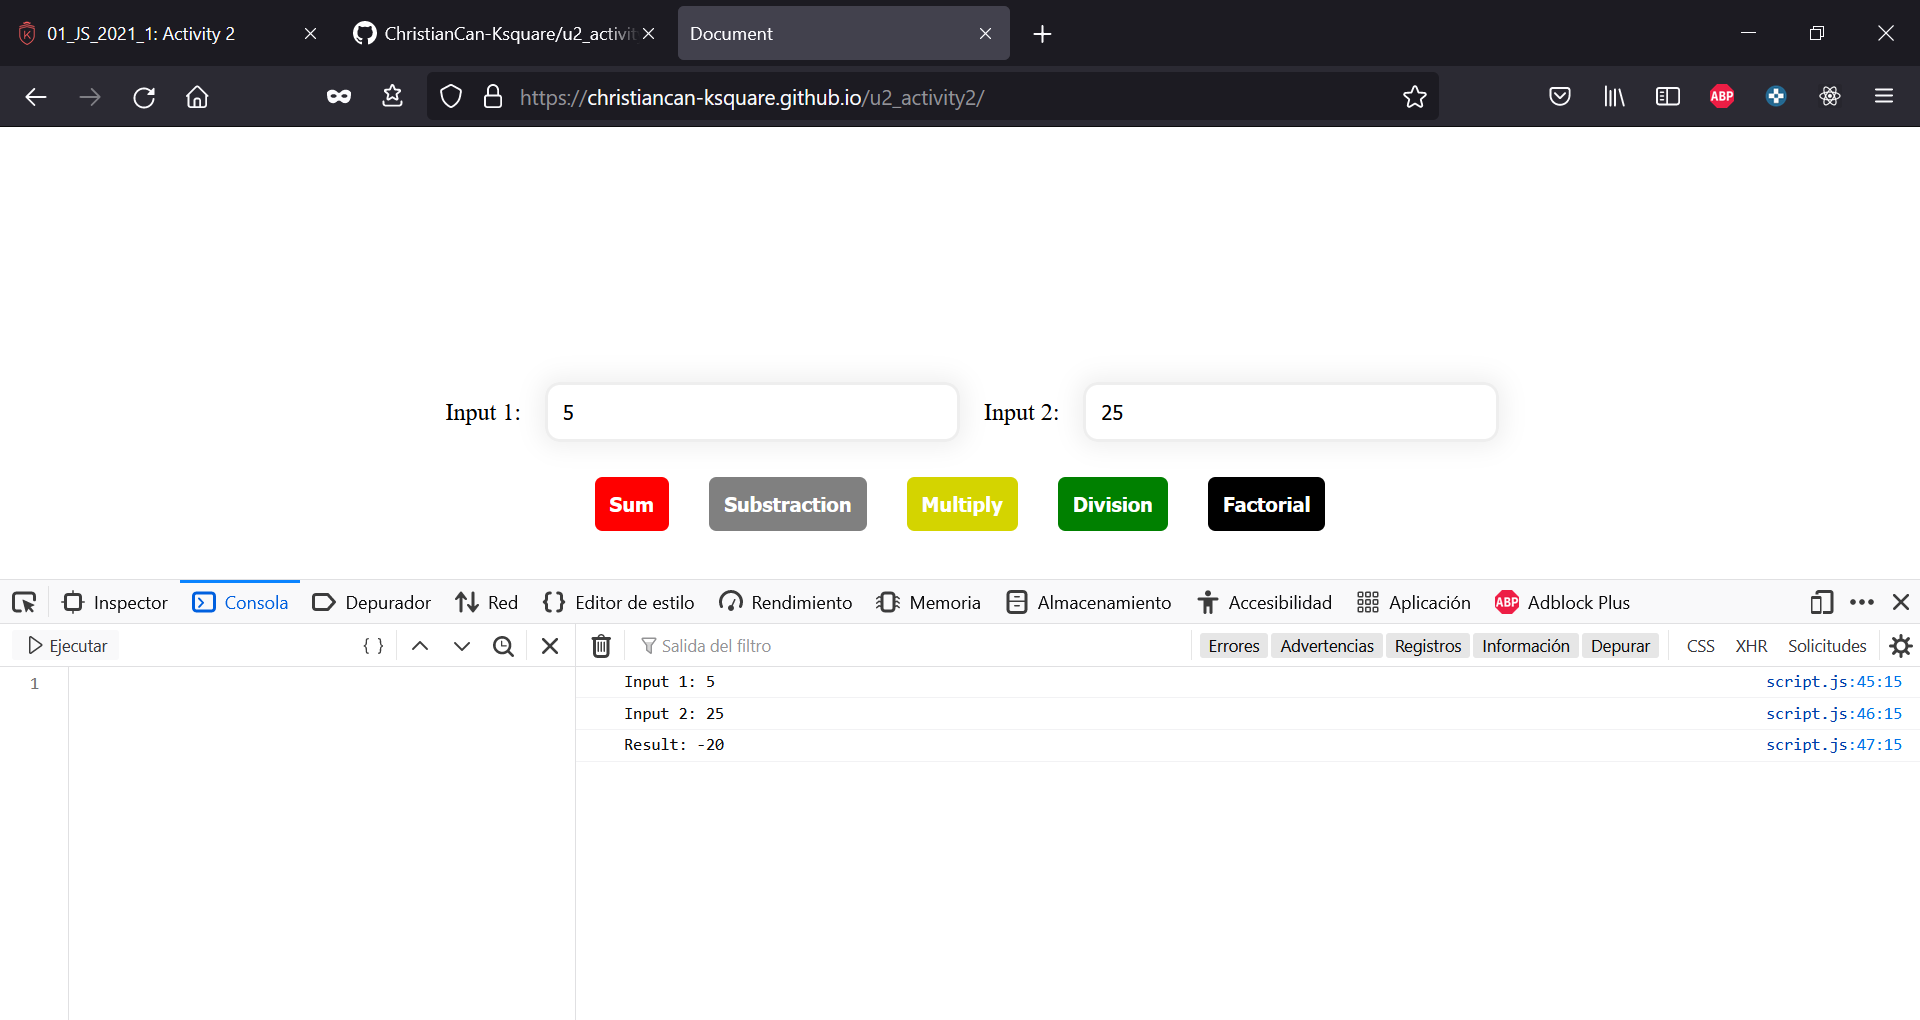 01_JS_2021_1: Activity 2
ChristianCan-Ksquare/u2_activit
Document
https://christiancan-ksquare.github.io/u2_activity2/
ABP
Input 1: 5 Input 2: 25
Sum Substraction Multiply Division Factorial
Inspector Consola Depurador Red Editor de estilo Rendimiento Memoria Almacenamiento Accesibilidad Aplicación ABP Adblock Plus
Ejecutar Salida del filtro Errores Advertencias Registros Información Depurar CSS XHR Solicitudes
1
Input 1: 5 script.js:45:15
Input 2: 25 script.js:46:15
Result: -20 script.js:47:15